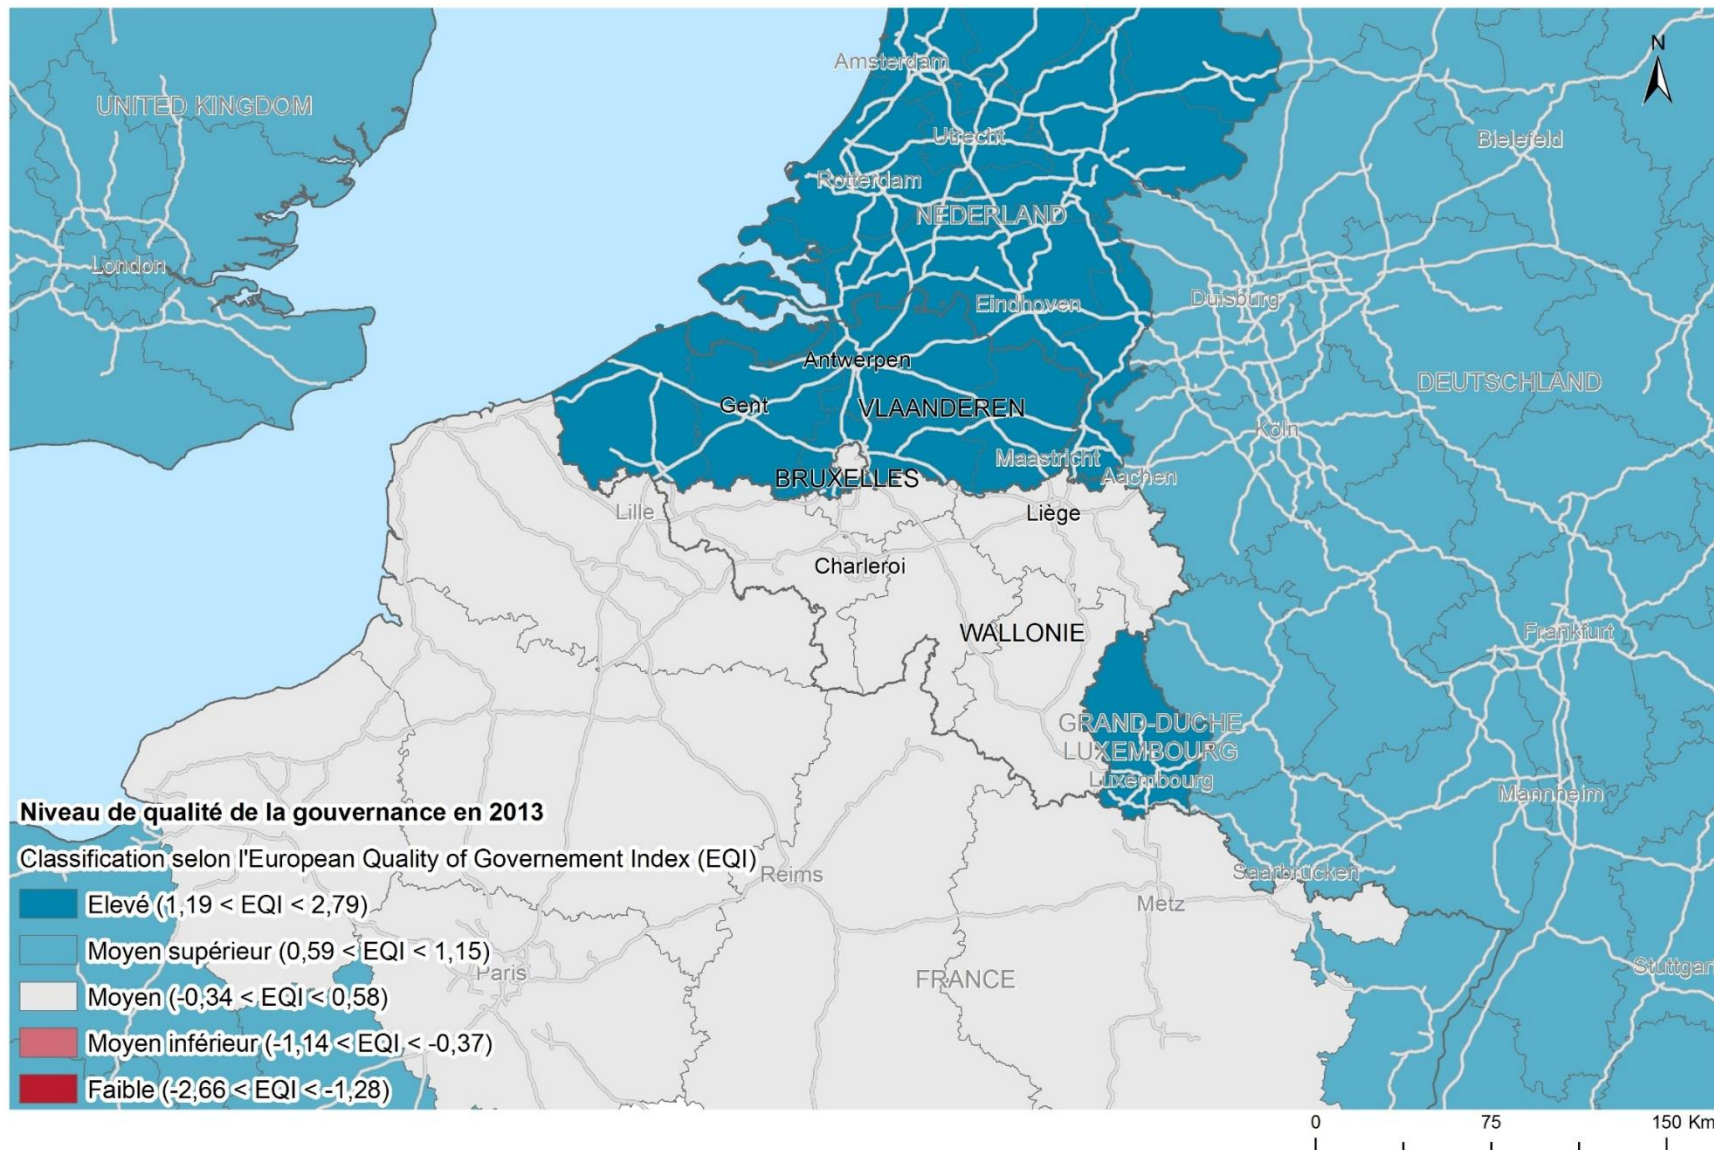 N
Amsterdam
UNITED KINGDOM
Utrecht
Bielefeld
Rotterdam
NEDERLAND
London
Eindhoven
Duisburg
Antwerpen
DEUTSCHLAND
Gent
VLAANDEREN
Köln
Maastricht
BRUXELLES
Aachen
Lille
Liège
Charleroi
WALLONIE
Frankfurt
GRAND-DUCHE
LUXEMBOURG
Luxembourg
Mannheim
Niveau de qualité de la gouvernance en 2013
Classification selon l'European Quality of Governement Index (EQI)
Reims
Saarbrücken
Metz
Elevé (1,19 < EQI < 2,79)
Moyen supérieur (0,59 < EQI < 1,15)
Paris
FRANCE
Stuttgart
Moyen (-0,34 < EQI < 0,58)
Moyen inférieur (-1,14 < EQI < -0,37)
Faible (-2,66 < EQI < -1,28)
0 75 150 Km